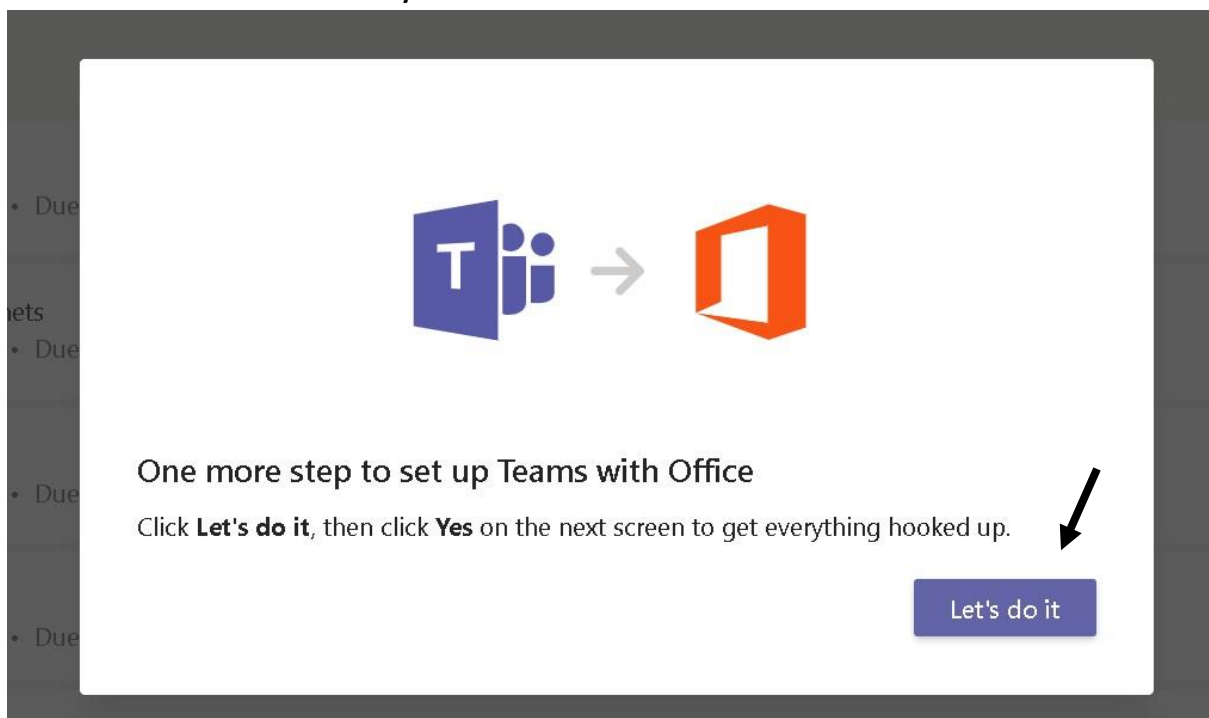 • Due
ets
• Due
T
One more step to set up Teams with Office
• Due
Click Let's do it, then click Yes on the next screen to get everything hooked up.
Let's do it
• Due